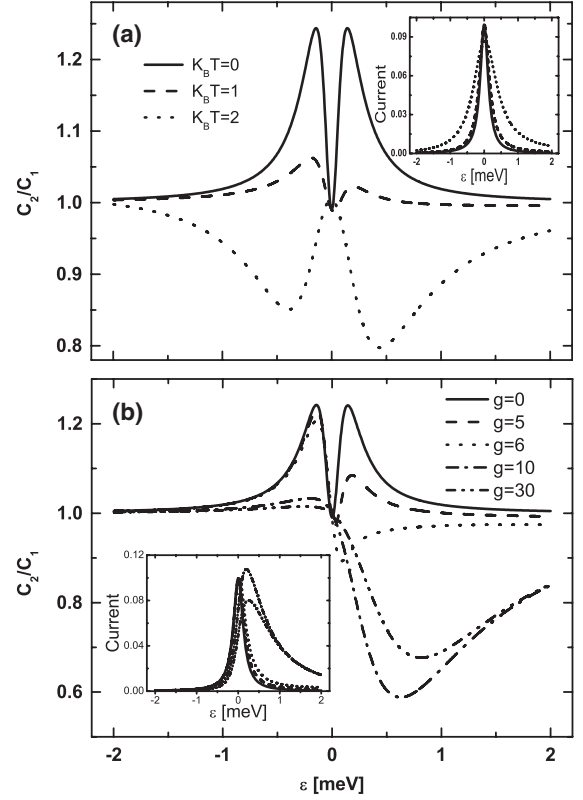 (a)
K_B T=0
K_B T=1
K_B T=2
C_2/C_1
1.2
1.1
1.0
0.9
0.8
Current
0.09
0.06
0.03
0.00
-2 -1 0 1 2
ε [meV]
(b)
g=0
g=5
g=6
g=10
g=30
C_2/C_1
1.2
1.0
0.8
0.6
Current
0.12
0.08
0.04
0.00
-2 -1 0 1 2
ε [meV]
-2 -1 0 1 2
ε [meV]